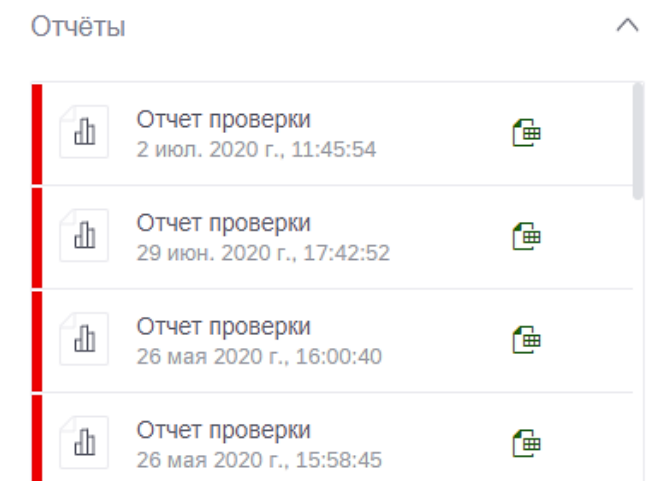 Отчёты
Отчет проверки
2 июл. 2020 г., 11:45:54
Отчет проверки
29 июн. 2020 г., 17:42:52
Отчет проверки
26 мая 2020 г., 16:00:40
Отчет проверки
26 мая 2020 г., 15:58:45